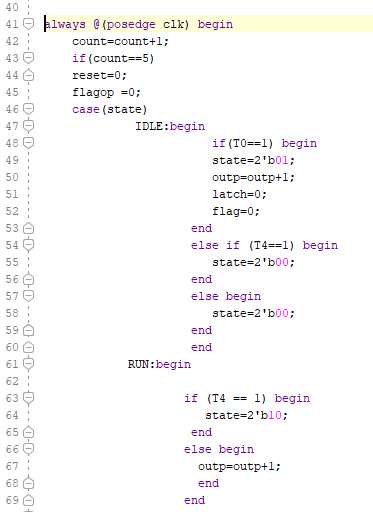 40
41 always @(posedge clk) begin
42 count=count+1;
43 if(count==5)
44 reset=0;
45 flagop =0;
46 case(state)
47 IDLE:begin
48 if(T0==1) begin
49 state=2'b01;
50 outp=outp+1;
51 latch=0;
52 flag=0;
53 end
54 else if (T4==1) begin
55 state=2'b00;
56 end
57 else begin
58 state=2'b00;
59 end
60 end
61 RUN:begin
62
63 if (T4 == 1) begin
64 state=2'b10;
65 end
66 else begin
67 outp=outp+1;
68 end
69 end